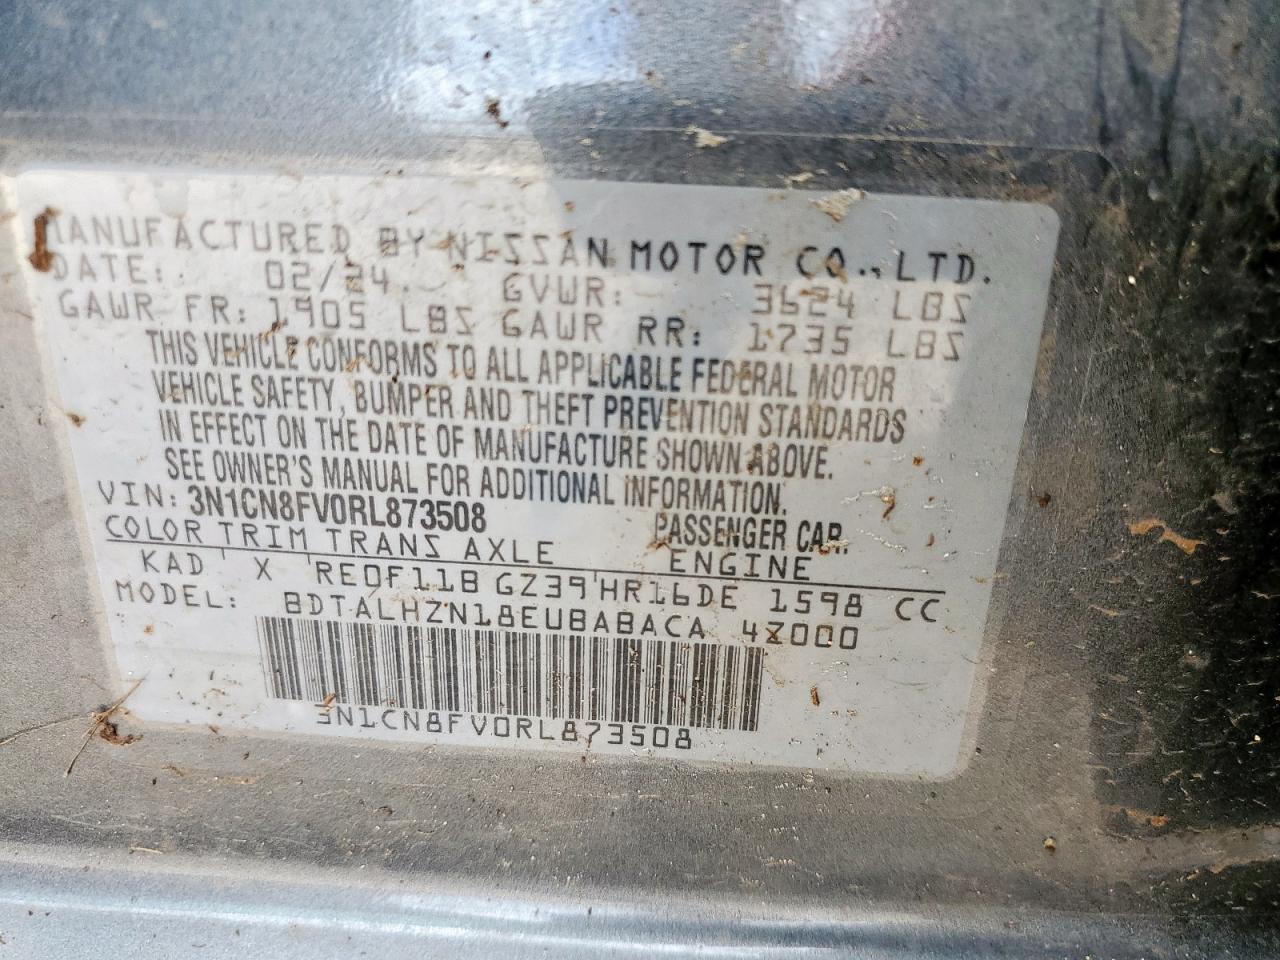 MANUFACTURED BY NISSAN MOTOR CO., LTD.
DATE: 02/24 GVWR: 3624 LBS
GAWR FR: 1905 LBS GAWR RR: 1735 LBS
THIS VEHICLE CONFORMS TO ALL APPLICABLE FEDERAL MOTOR
VEHICLE SAFETY, BUMPER AND THEFT PREVENTION STANDARDS
IN EFFECT ON THE DATE OF MANUFACTURE SHOWN ABOVE.
SEE OWNER'S MANUAL FOR ADDITIONAL INFORMATION.
VIN: 3N1CN8FV0RL873508 PASSENGER CAR.
COLOR TRIM TRANS AXLE ENGINE
KAD X RE0F11B GZ39 HR16DE 1598 CC
MODEL: BDTALHZN18EUBABACA 4Z000
3N1CN8FV0RL873508